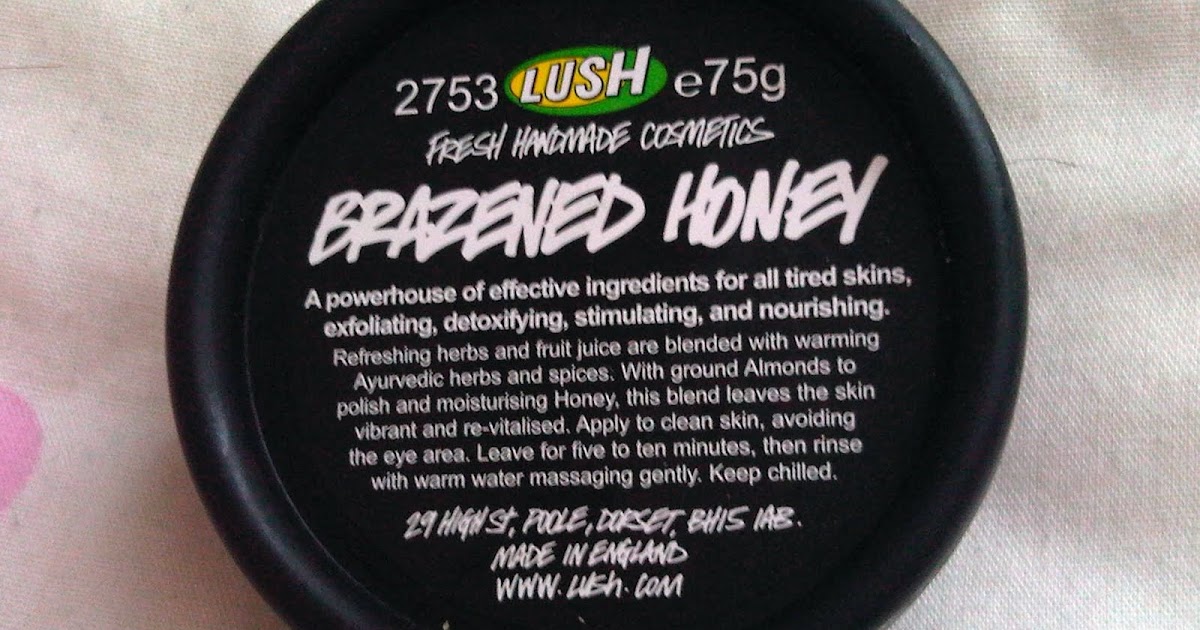 2753 LUSH e75g
FRESH HANDMADE COSMETICS
BRAZENED HONEY
A powerhouse of effective ingredients for all tired skins,
exfoliating, detoxifying, stimulating, and nourishing.
Refreshing herbs and fruit juice are blended with warming
Ayurvedic herbs and spices. With ground Almonds to
polish and moisturising Honey, this blend leaves the skin
vibrant and re-vitalised. Apply to clean skin, avoiding
the eye area. Leave for five to ten minutes, then rinse
with warm water massaging gently. Keep chilled.
29 HIGH St, POOLE, DORSET, BH15 1AB.
MADE IN ENGLAND
WWW.LUSh.COM